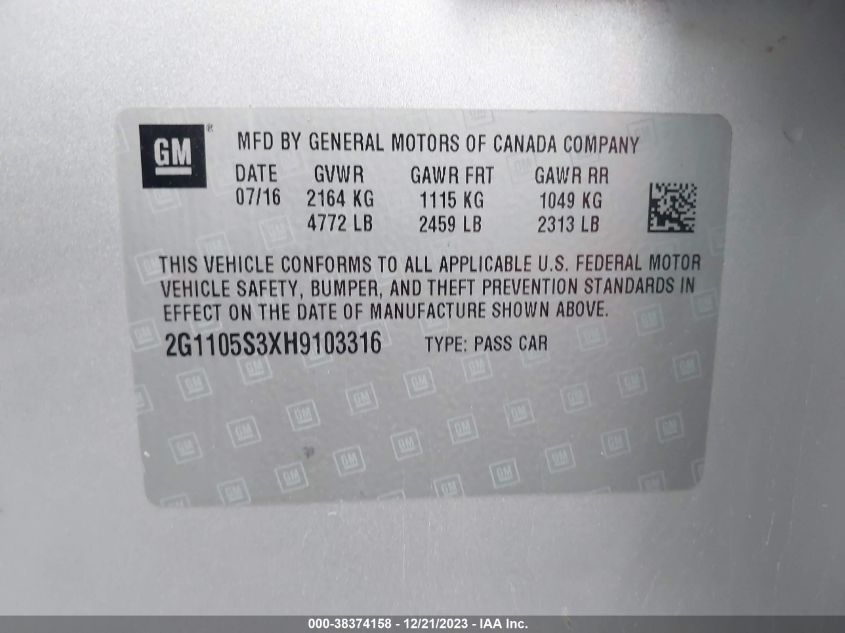 GM ®
MFD BY GENERAL MOTORS OF CANADA COMPANY
DATE GVWR GAWR FRT GAWR RR
07/16 2164 KG 1115 KG 1049 KG
4772 LB 2459 LB 2313 LB
THIS VEHICLE CONFORMS TO ALL APPLICABLE U.S. FEDERAL MOTOR
VEHICLE SAFETY, BUMPER, AND THEFT PREVENTION STANDARDS IN
EFFECT ON THE DATE OF MANUFACTURE SHOWN ABOVE.
2G1105S3XH9103316 TYPE: PASS CAR
000-38374158 - 12/21/2023 - IAA Inc.